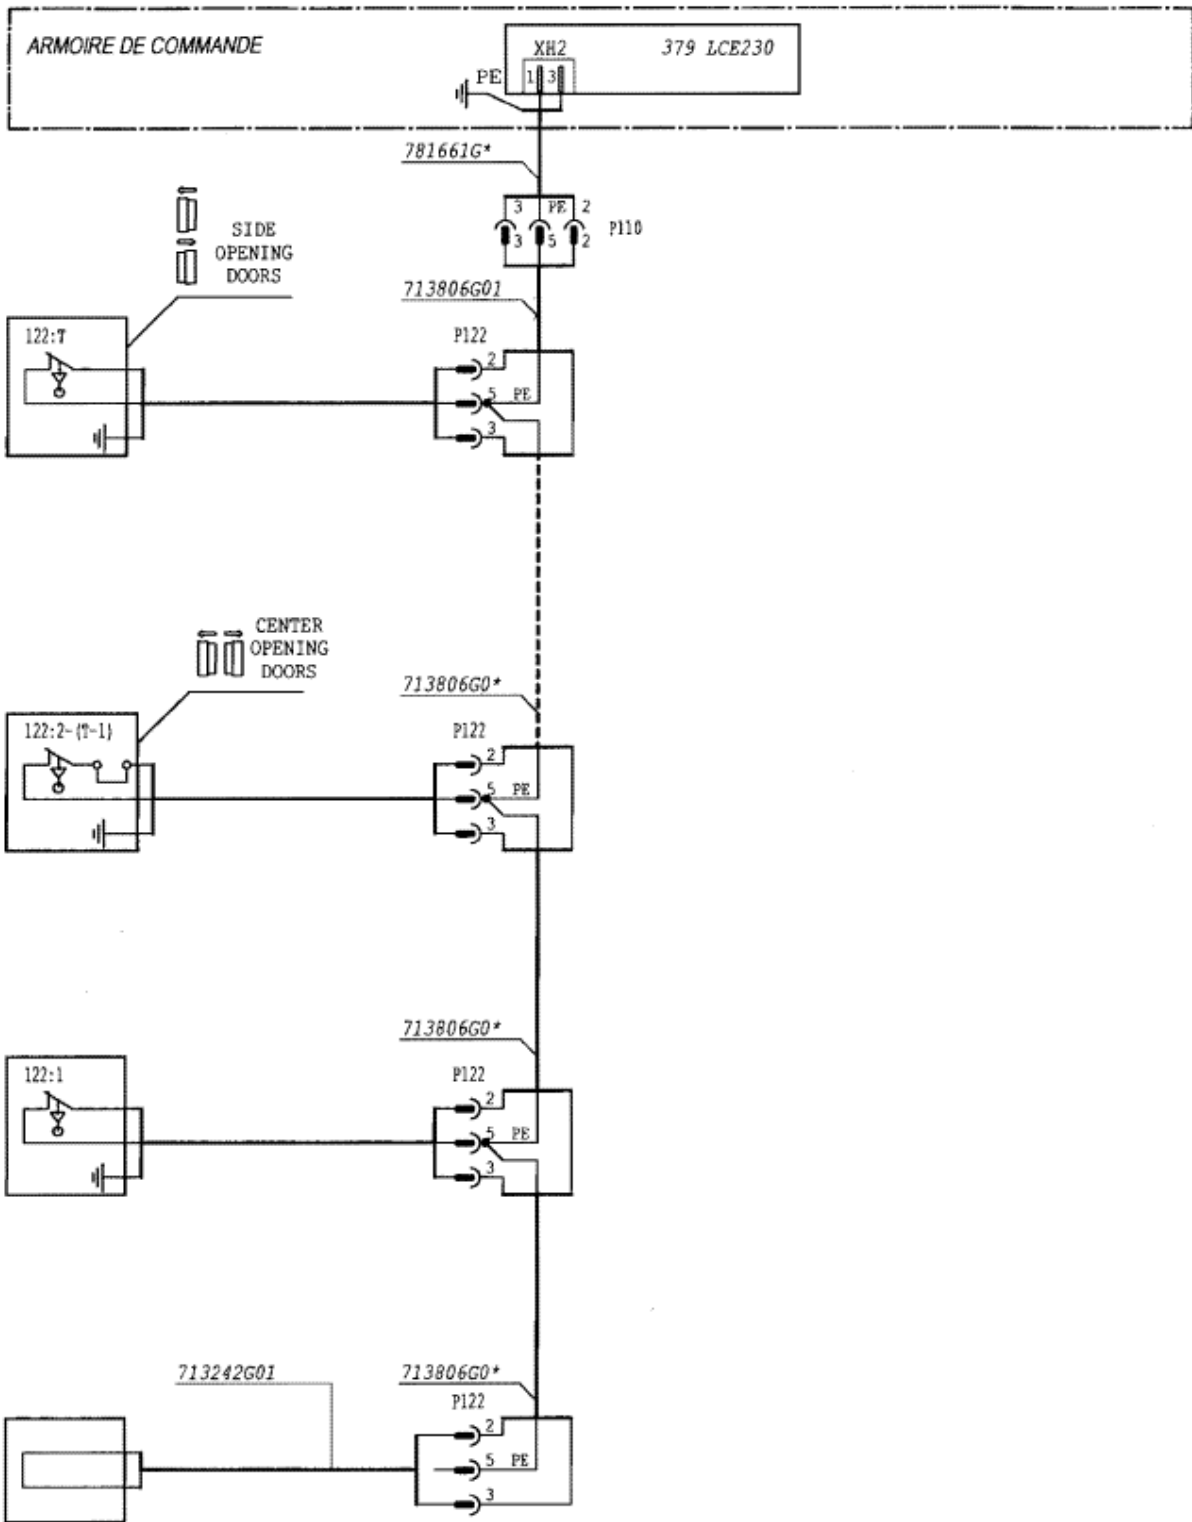 ARMOIRE DE COMMANDE
XH2
379 LCE230
PE
1
3
781661G*
3
PE
2
P110
3
5
2
SIDE
OPENING
DOORS
713806G01
122:T
P122
2
5
PE
3
CENTER
OPENING
DOORS
713806G0*
122:2-(T-1)
P122
2
5
PE
3
713806G0*
122:1
P122
2
5
PE
3
713242G01
713806G0*
P122
2
5
PE
3